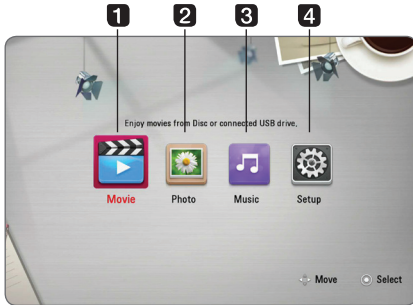 1 2 3 4
Enjoy movies from Disc or connected USB drive.
Movie Photo Music Setup
Move Select